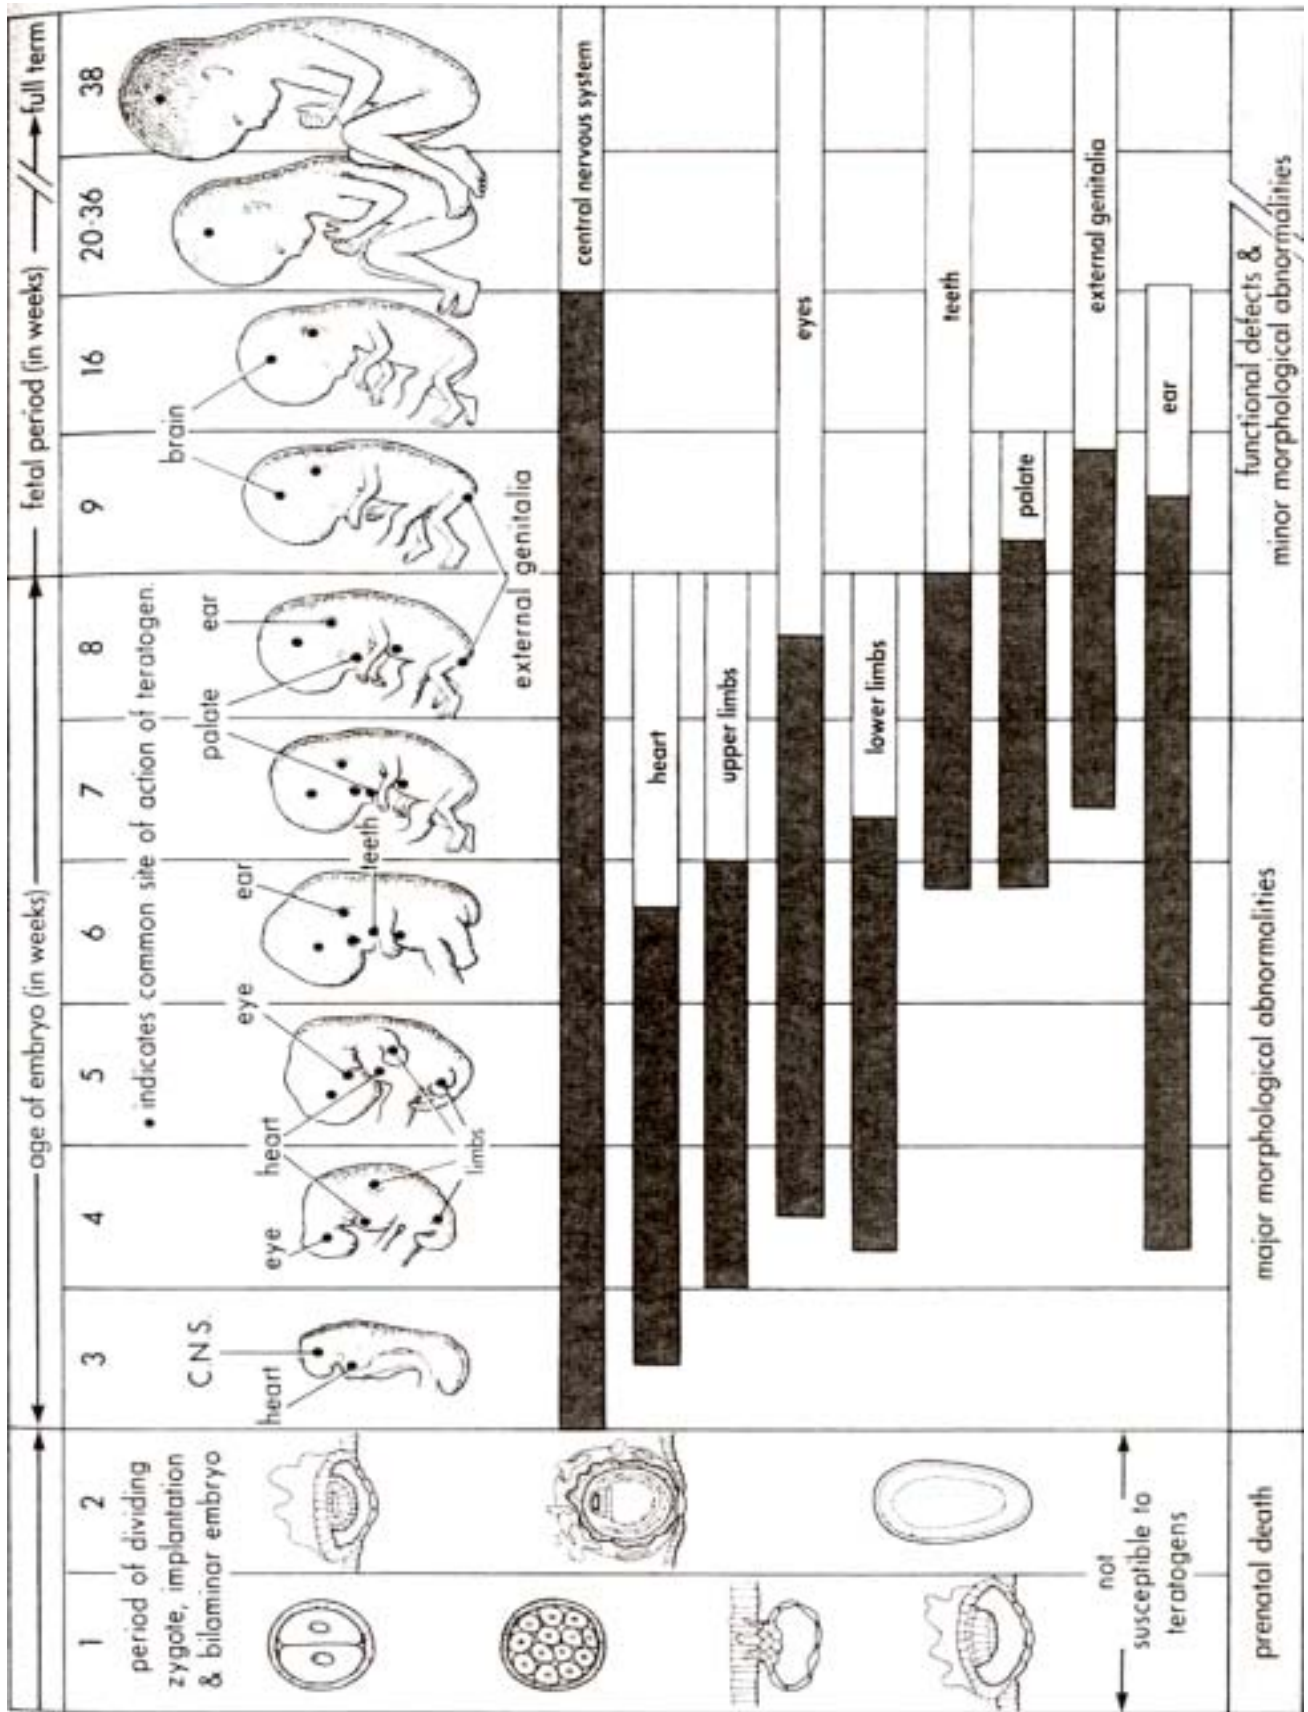 age of embryo (in weeks)
fetal period (in weeks)
full term
1
2
3
4
5
6
7
8
9
16
20-36
38
period of dividing
zygote, implantation
& bilaminar embryo
• indicates common site of action of teratogen.
C.N.S.
heart
eye
heart
limbs
eye
ear
teeth
palate
ear
external genitalia
brain
central nervous system
heart
upper limbs
eyes
lower limbs
teeth
palate
external genitalia
ear
not
susceptible to
teratogens
prenatal death
major morphological abnormalities
functional defects &
minor morphological abnormalities